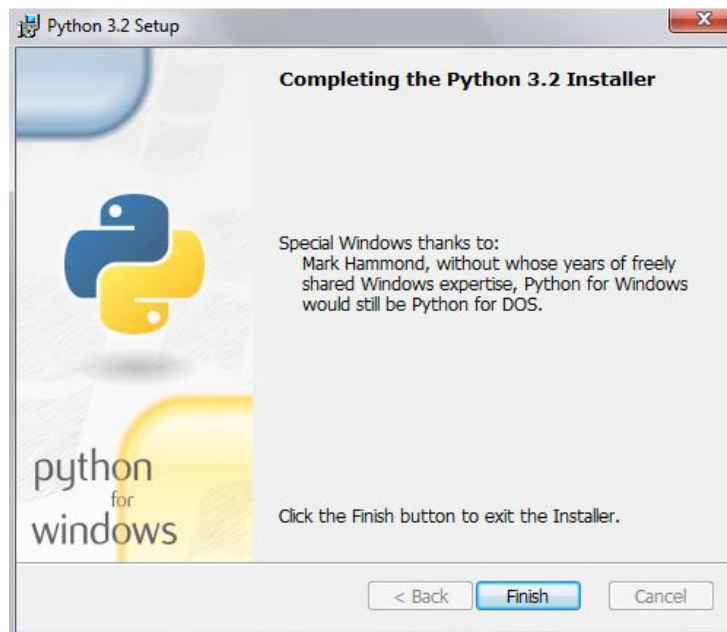 Python 3.2 Setup
Completing the Python 3.2 Installer
Special Windows thanks to:
Mark Hammond, without whose years of freely
shared Windows expertise, Python for Windows
would still be Python for DOS.
python
for
windows
Click the Finish button to exit the Installer.
< Back
Finish
Cancel